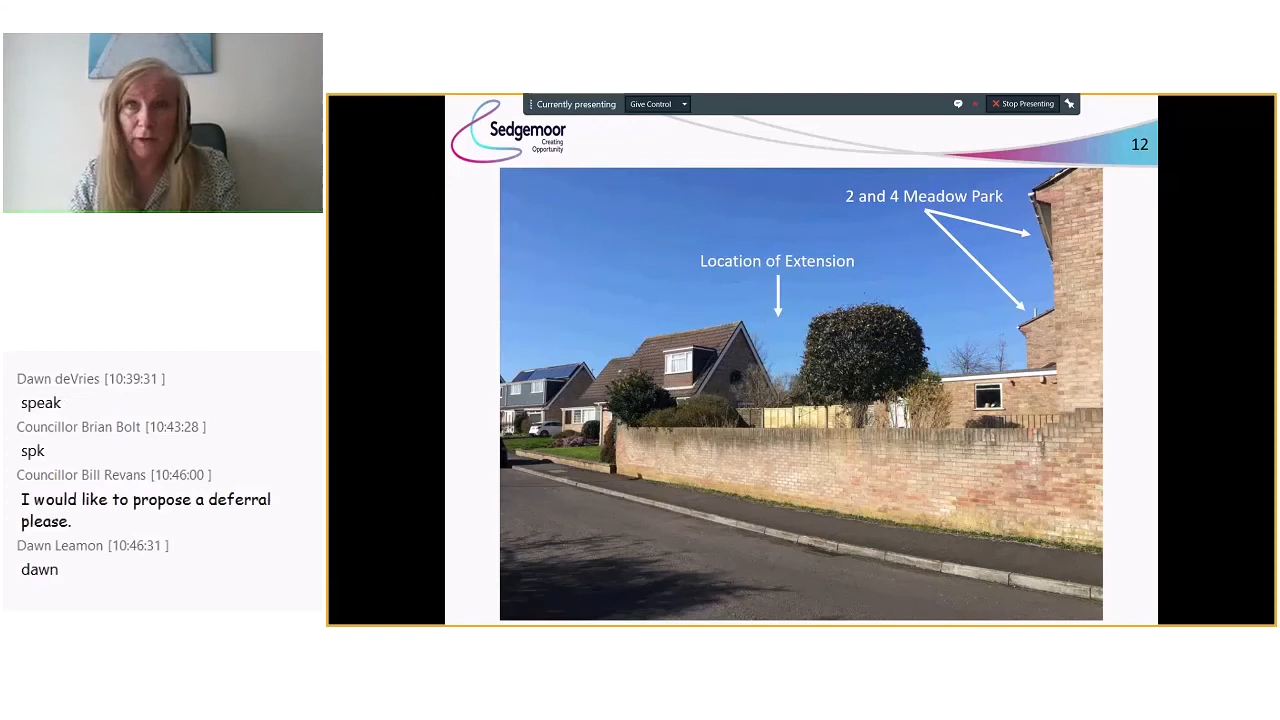 Currently presenting
Give Control
Stop Presenting
Sedgemoor
Creating
Opportunity
12
2 and 4 Meadow Park
Location of Extension
Dawn deVries [10:39:31 ]
speak
Councillor Brian Bolt [10:43:28 ]
spk
Councillor Bill Revans [10:46:00 ]
I would like to propose a deferral
please.
Dawn Leamon [10:46:31 ]
dawn